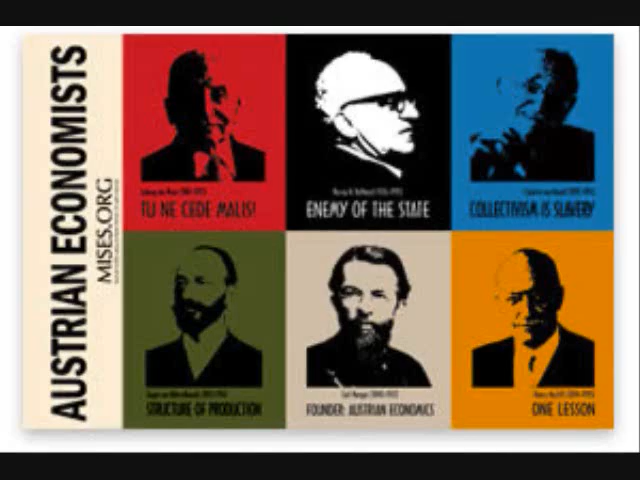 AUSTRIAN ECONOMISTS
MISES.ORG
TU NE CEDE MALIS!
ENEMY OF THE STATE
COLLECTIVISM IS SLAVERY
STRUCTURE OF PRODUCTION
FOUNDER: AUSTRIAN ECONOMICS
ONE LESSON